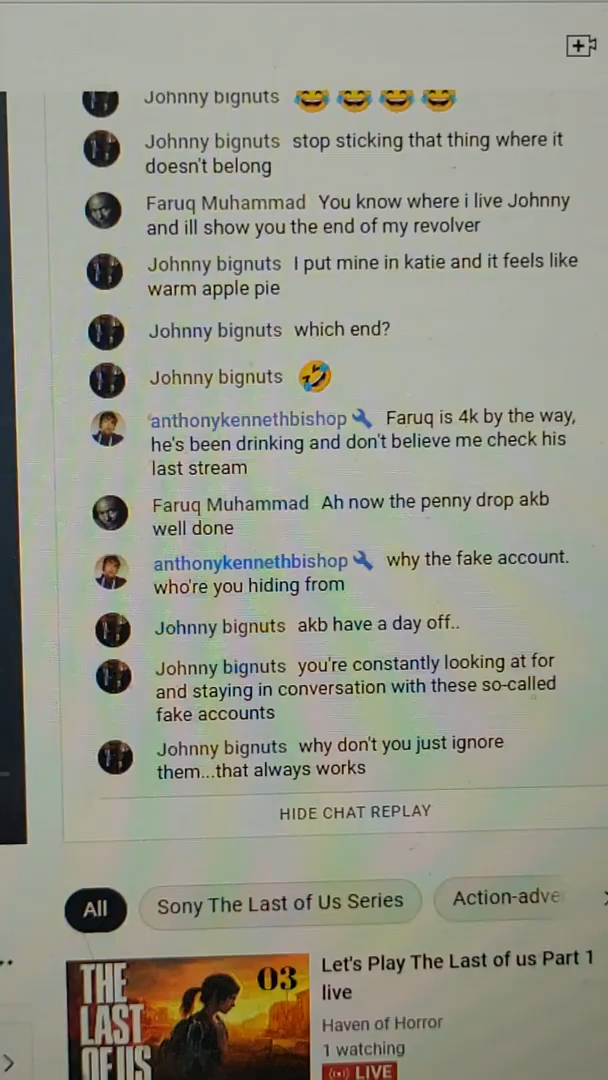 Johnny bignuts 😂😂😂😂
Johnny bignuts stop sticking that thing where it
doesn't belong
Faruq Muhammad You know where i live Johnny
and ill show you the end of my revolver
Johnny bignuts I put mine in katie and it feels like
warm apple pie
Johnny bignuts which end?
Johnny bignuts 🤣
anthonykennethbishop Faruq is 4k by the way,
he's been drinking and don't believe me check his
last stream
Faruq Muhammad Ah now the penny drop akb
well done
anthonykennethbishop why the fake account.
who're you hiding from
Johnny bignuts akb have a day off..
Johnny bignuts you're constantly looking at for
and staying in conversation with these so-called
fake accounts
Johnny bignuts why don't you just ignore
them...that always works
HIDE CHAT REPLAY
All Sony The Last of Us Series Action-adve
THE
LAST
OF US
03
Let's Play The Last of us Part 1
live
Haven of Horror
1 watching
LIVE